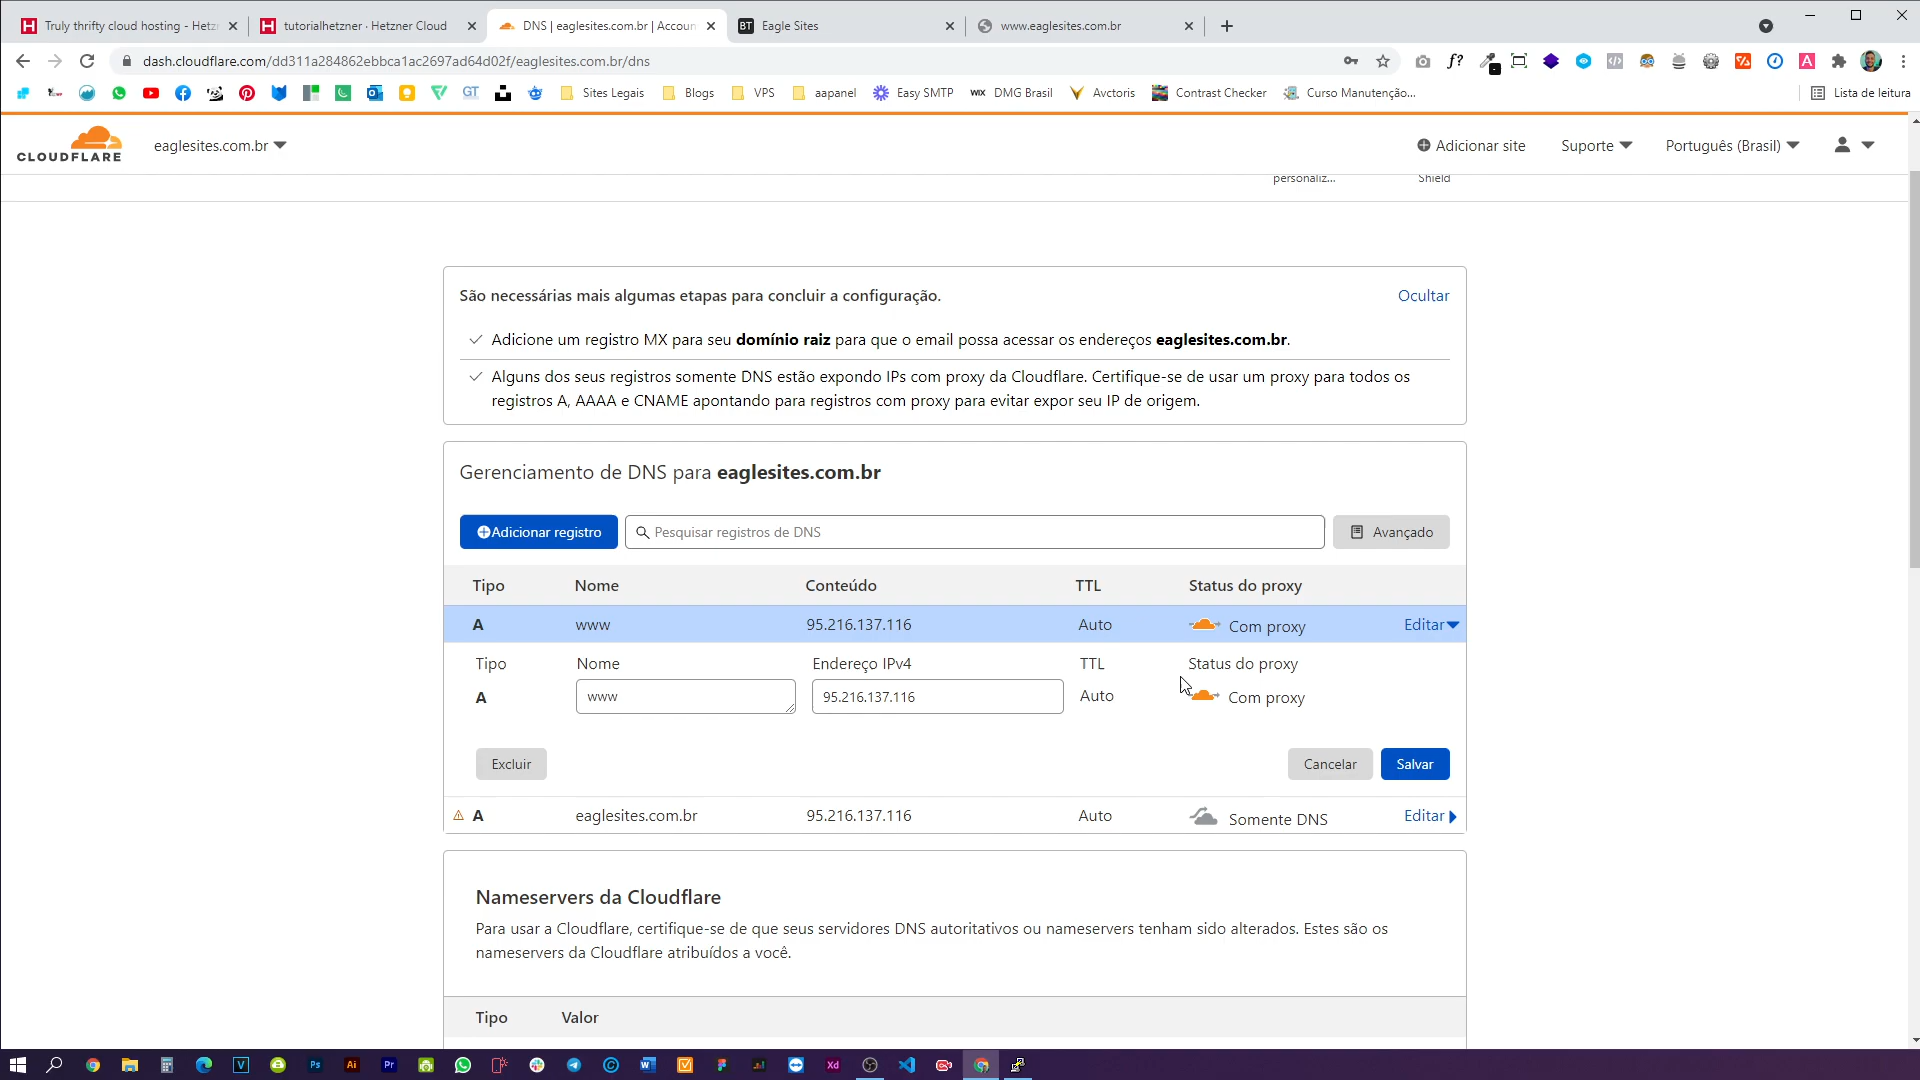 Truly thrifty cloud hosting - Hetz
tutorialhetzner · Hetzner Cloud
DNS | eaglesites.com.br | Accoun
BT
Eagle Sites
www.eaglesites.com.br
dash.cloudflare.com/dd311a284862ebbca1ac2697ad64d02f/eaglesites.com.br/dns
f?
A
GT
Sites Legais
Blogs
VPS
aapanel
Easy SMTP
WIX
DMG Brasil
Avctoris
Contrast Checker
Curso Manutenção...
Lista de leitura
CLOUDFLARE
eaglesites.com.br
Adicionar site
Suporte
Português (Brasil)
personaliz...
Shield
São necessárias mais algumas etapas para concluir a configuração.
Ocultar
Adicione um registro MX para seu domínio raiz para que o email possa acessar os endereços eaglesites.com.br.
Alguns dos seus registros somente DNS estão expondo IPs com proxy da Cloudflare. Certifique-se de usar um proxy para todos os
registros A, AAAA e CNAME apontando para registros com proxy para evitar expor seu IP de origem.
Gerenciamento de DNS para eaglesites.com.br
Adicionar registro
Pesquisar registros de DNS
Avançado
Tipo
Nome
Conteúdo
TTL
Status do proxy
A
www
95.216.137.116
Auto
Com proxy
Editar
Tipo
Nome
Endereço IPv4
TTL
Status do proxy
A
www
95.216.137.116
Auto
Com proxy
Excluir
Cancelar
Salvar
A
eaglesites.com.br
95.216.137.116
Auto
Somente DNS
Editar
Nameservers da Cloudflare
Para usar a Cloudflare, certifique-se de que seus servidores DNS autoritativos ou nameservers tenham sido alterados. Estes são os
nameservers da Cloudflare atribuídos a você.
Tipo
Valor
V
Ps
Ai
Pr
Xd